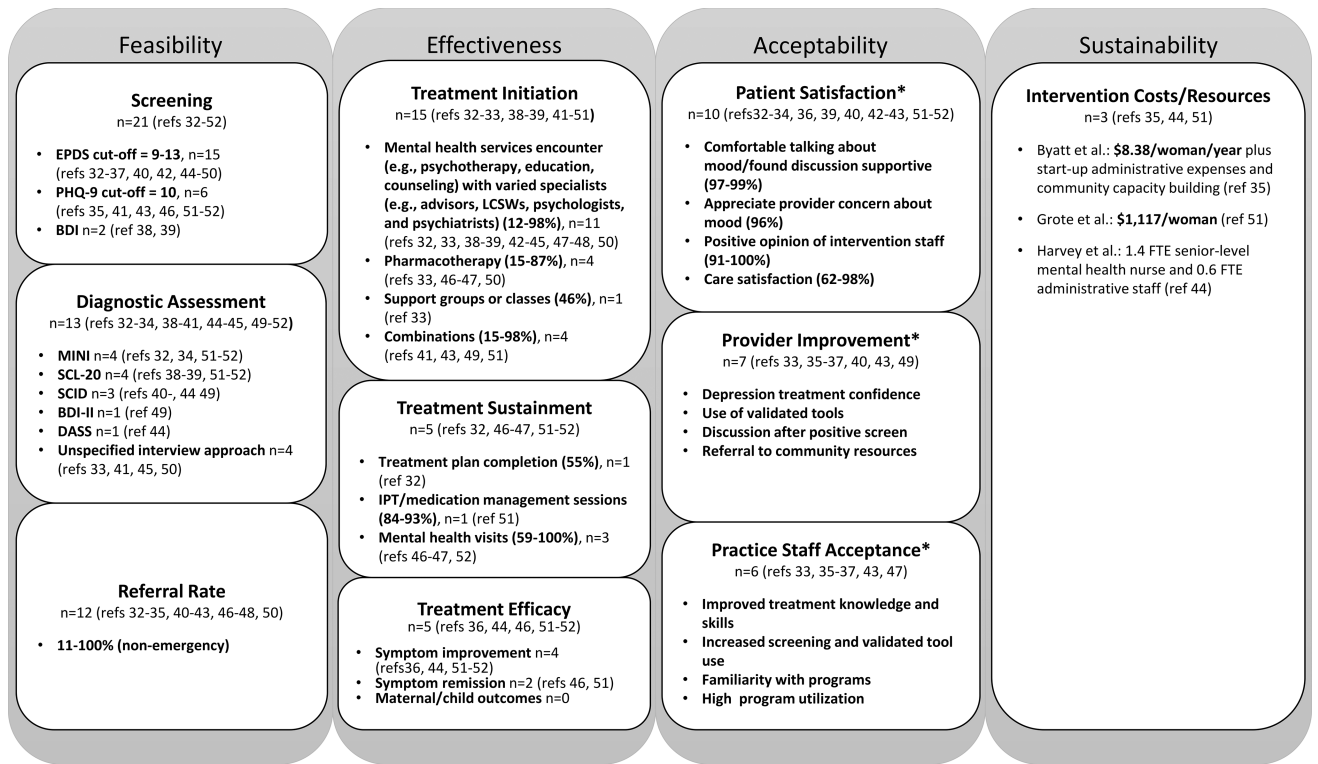 Feasibility
Screening
n=21 (refs 32-52)
• EPDS cut-off = 9-13, n=15
(refs 32-37, 40, 42, 44-50)
• PHQ-9 cut-off = 10, n=6
(refs 35, 41, 43, 46, 51-52)
• BDI n=2 (ref 38, 39)
Diagnostic Assessment
n=13 (refs 32-34, 38-41, 44-45, 49-52)
• MINI n=4 (refs 32, 34, 51-52)
• SCL-20 n=4 (refs 38-39, 51-52)
• SCID n=3 (refs 40-, 44 49)
• BDI-II n=1 (ref 49)
• DASS n=1 (ref 44)
• Unspecified interview approach n=4
(refs 33, 41, 45, 50)
Referral Rate
n=12 (refs 32-35, 40-43, 46-48, 50)
• 11-100% (non-emergency)
Effectiveness
Treatment Initiation
n=15 (refs 32-33, 38-39, 41-51)
• Mental health services encounter
(e.g., psychotherapy, education,
counseling) with varied specialists
(e.g., advisors, LCSWs, psychologists,
and psychiatrists) (12-98%), n=11
(refs 32, 33, 38-39, 42-45, 47-48, 50)
• Pharmacotherapy (15-87%), n=4
(refs 33, 46-47, 50)
• Support groups or classes (46%), n=1
(ref 33)
• Combinations (15-98%), n=4
(refs 41, 43, 49, 51)
Treatment Sustainment
n=5 (refs 32, 46-47, 51-52)
• Treatment plan completion (55%), n=1
(ref 32)
• IPT/medication management sessions
(84-93%), n=1 (ref 51)
• Mental health visits (59-100%), n=3
(refs 46-47, 52)
Treatment Efficacy
n=5 (refs 36, 44, 46, 51-52)
• Symptom improvement n=4
(refs36, 44, 51-52)
• Symptom remission n=2 (refs 46, 51)
• Maternal/child outcomes n=0
Acceptability
Patient Satisfaction*
n=10 (refs32-34, 36, 39, 40, 42-43, 51-52)
• Comfortable talking about
mood/found discussion supportive
(97-99%)
• Appreciate provider concern about
mood (96%)
• Positive opinion of intervention staff
(91-100%)
• Care satisfaction (62-98%)
Provider Improvement*
n=7 (refs 33, 35-37, 40, 43, 49)
• Depression treatment confidence
• Use of validated tools
• Discussion after positive screen
• Referral to community resources
Practice Staff Acceptance*
n=6 (refs 33, 35-37, 43, 47)
• Improved treatment knowledge and
skills
• Increased screening and validated tool
use
• Familiarity with programs
• High program utilization
Sustainability
Intervention Costs/Resources
n=3 (refs 35, 44, 51)
• Byatt et al.: $8.38/woman/year plus
start-up administrative expenses and
community capacity building (ref 35)
• Grote et al.: $1,117/woman (ref 51)
• Harvey et al.: 1.4 FTE senior-level
mental health nurse and 0.6 FTE
administrative staff (ref 44)